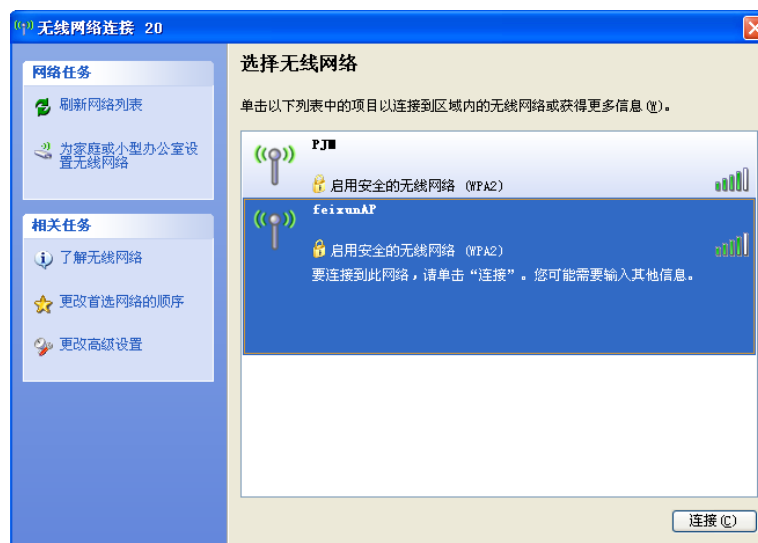 无线网络连接 20
网络任务
刷新网络列表
为家庭或小型办公室设
置无线网络
相关任务
了解无线网络
更改首选网络的顺序
更改高级设置
选择无线网络
单击以下列表中的项目以连接到区域内的无线网络或获得更多信息(W)。
PJM
启用安全的无线网络 (WPA2)
feixunAP
启用安全的无线网络 (WPA2)
要连接到此网络，请单击“连接”。您可能需要输入其他信息。
连接(C)